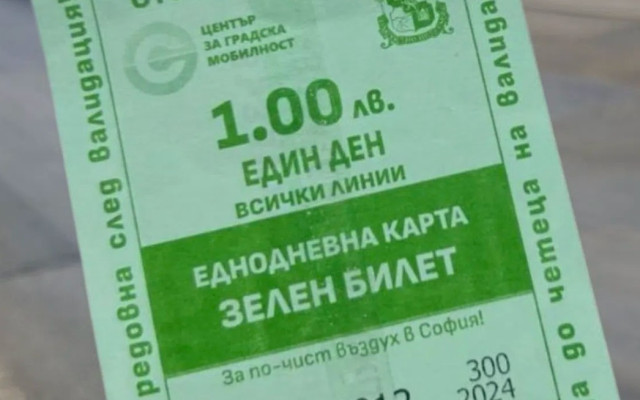 ЦЕНТЪР
ЗА ГРАДСКА
МОБИЛНОСТ
1.00 лв.
ЕДИН ДЕН
ВСИЧКИ ЛИНИИ
ЕДНОДНЕВНА КАРТА
ЗЕЛЕН БИЛЕТ
За по-чист въздух в София!
300
2024
редовна след валидация
а до четеца на валида